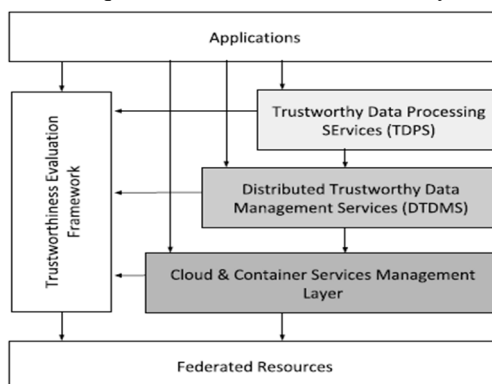 Applications
Trustworthiness Evaluation
Framework
Trustworthy Data Processing
SErvices (TDPS)
Distributed Trustworthy Data
Management Services (DTDMS)
Cloud & Container Services Management
Layer
Federated Resources